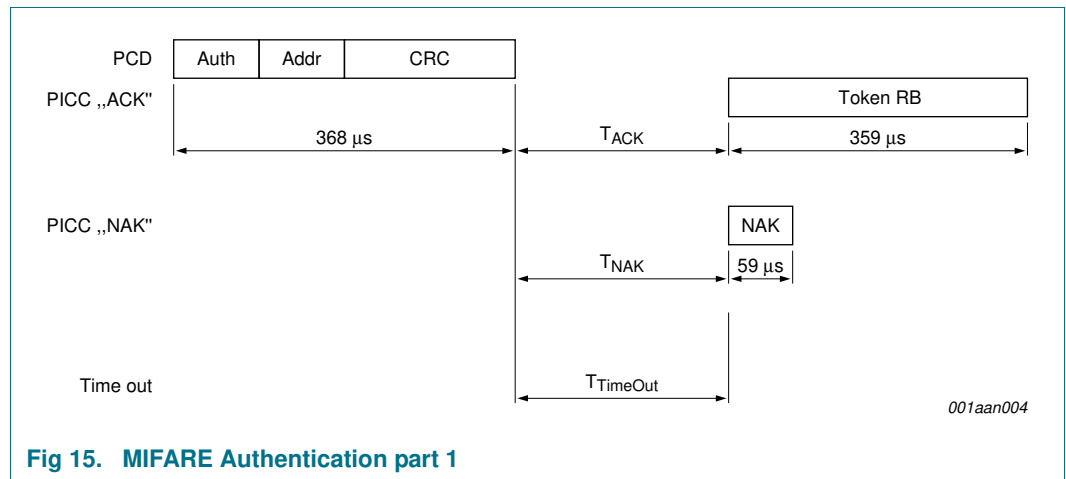 PCD Auth Addr CRC
PICC ,,ACK" Token RB
368 μs TACK 359 μs
PICC ,,NAK" NAK
TNAK 59 μs
Time out TTimeOut
001aan004
Fig 15. MIFARE Authentication part 1